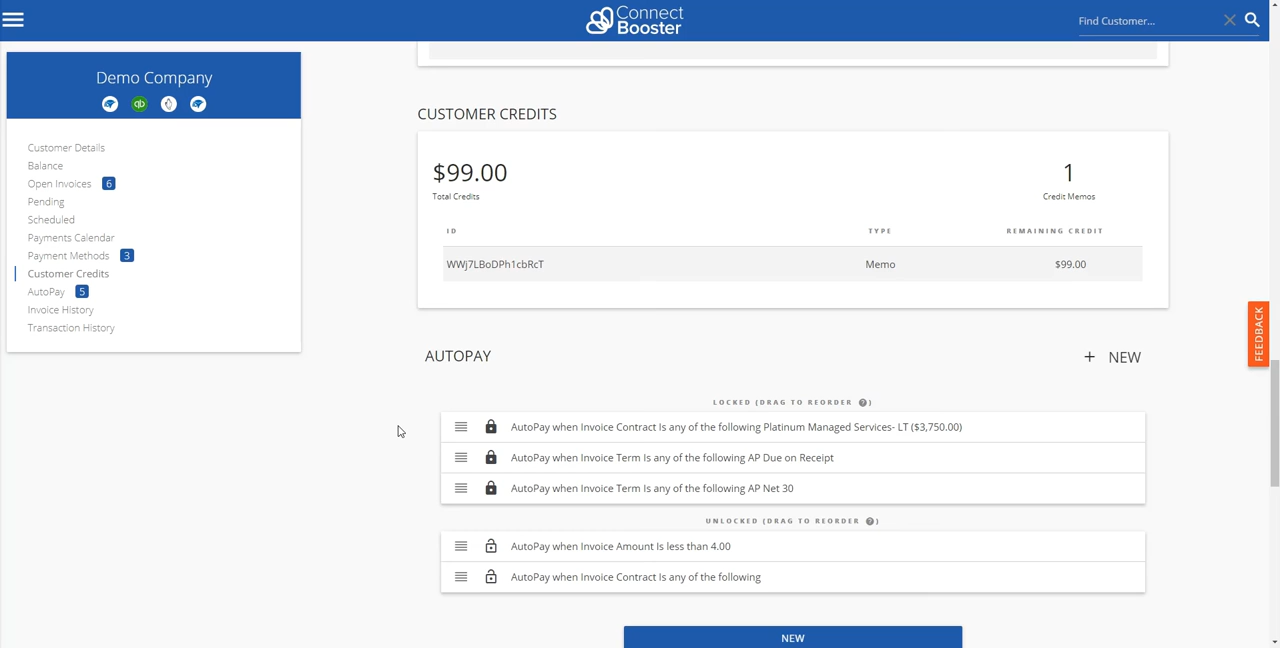 Connect
Booster
Find Customer...
Demo Company
qb
Customer Details
Balance
Open Invoices 6
Pending
Scheduled
Payments Calendar
Payment Methods 3
Customer Credits
AutoPay 5
Invoice History
Transaction History
CUSTOMER CREDITS
$99.00
Total Credits
1
Credit Memos
ID TYPE REMAINING CREDIT
WWj7LBoDPh1cbRcT Memo $99.00
AUTOPAY
+ NEW
LOCKED (DRAG TO REORDER ?)
AutoPay when Invoice Contract Is any of the following Platinum Managed Services- LT ($3,750.00)
AutoPay when Invoice Term Is any of the following AP Due on Receipt
AutoPay when Invoice Term Is any of the following AP Net 30
UNLOCKED (DRAG TO REORDER ?)
AutoPay when Invoice Amount Is less than 4.00
AutoPay when Invoice Contract Is any of the following
NEW
FEEDBACK